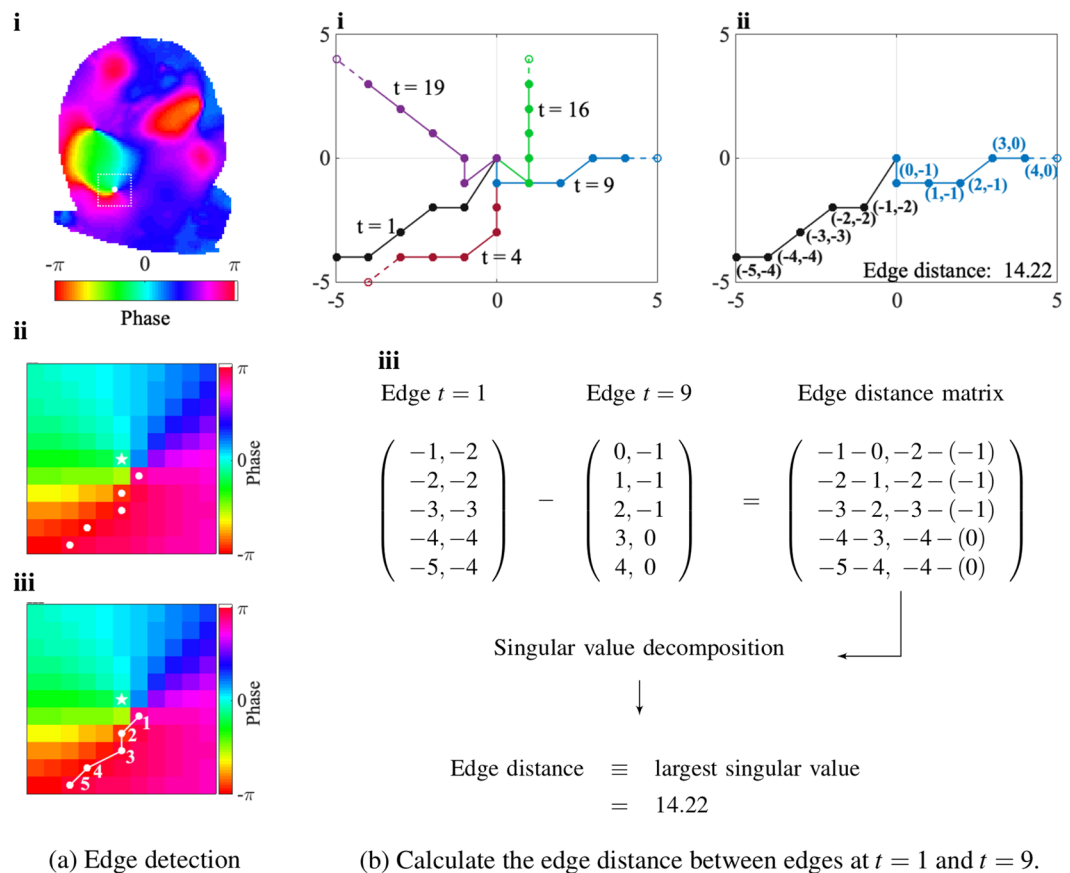 i
-π 0 π
Phase
ii
π
0
-π
Phase
iii
π
0
-π
Phase
1
2
3
4
5
(a) Edge detection
i
5
0
-5
-5 0 5
t = 19
t = 16
t = 9
t = 1
t = 4
ii
5
0
-5
-5 0 5
(3,0)
(4,0)
(0,-1)
(1,-1)
(2,-1)
(-1,-2)
(-2,-2)
(-3,-3)
(-4,-4)
(-5,-4)
Edge distance: 14.22
iii
Edge t = 1 Edge t = 9 Edge distance matrix
−1,−2 0,−1 −1−0,−2−(−1)
−2,−2 1,−1 −2−1,−2−(−1)
−3,−3 − 2,−1 = −3−2,−3−(−1)
−4,−4 3, 0 −4−3, −4−(0)
−5,−4 4, 0 −5−4, −4−(0)
Singular value decomposition
Edge distance ≡ largest singular value
= 14.22
(b) Calculate the edge distance between edges at t = 1 and t = 9.